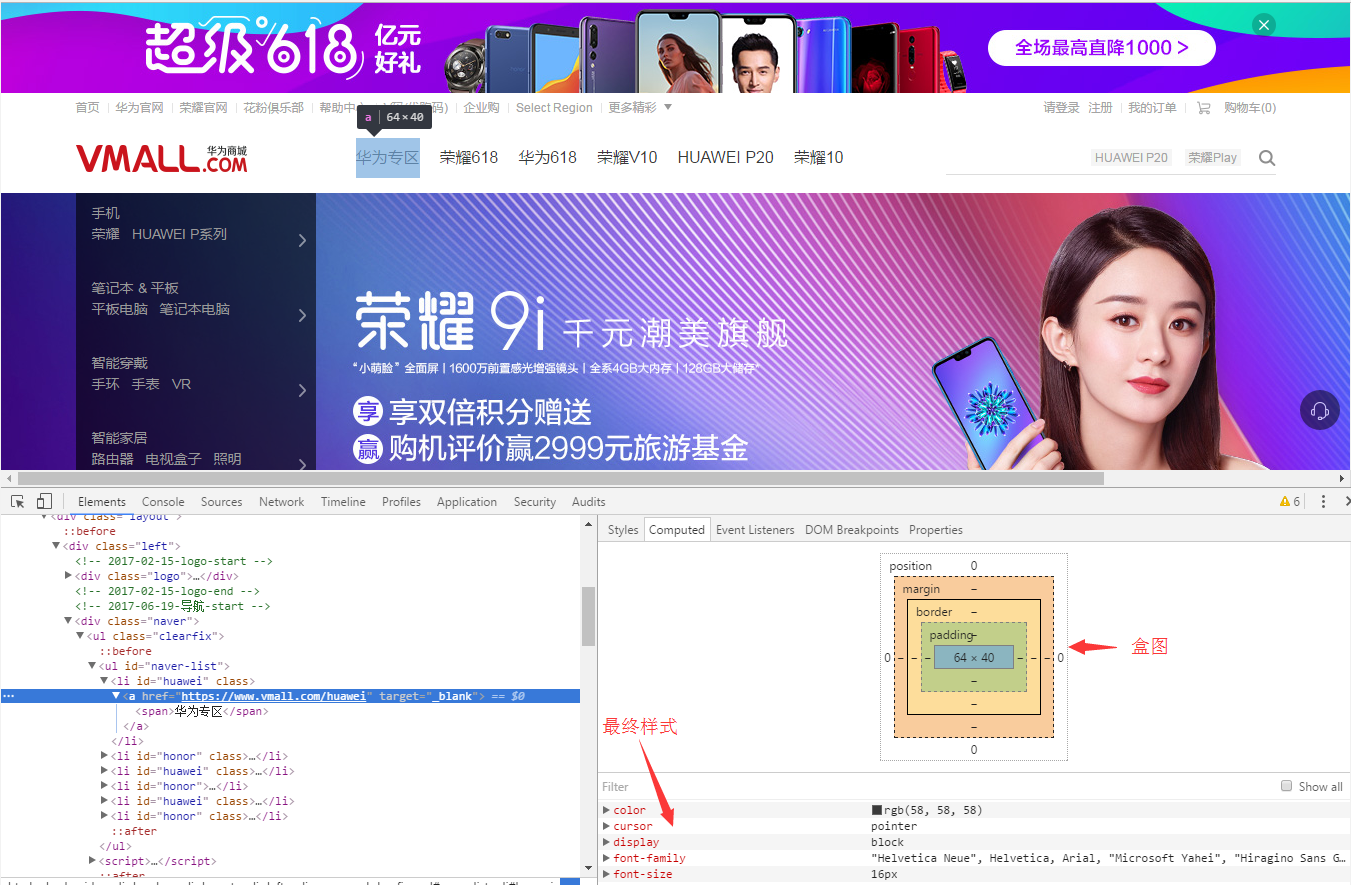 超级618 亿元好礼 全场最高直降1000 >
首页 华为官网 荣耀官网 花粉俱乐部 帮助中 企业购 Select Region 更多精彩 请登录 注册 我的订单 购物车(0)
a 64×40
VMALL.COM 华为商城 华为专区 荣耀618 华为618 荣耀V10 HUAWEI P20 荣耀10 HUAWEI P20 荣耀Play
手机
荣耀 HUAWEI P系列
笔记本 & 平板
平板电脑 笔记本电脑
智能穿戴
手环 手表 VR
智能家居
路由器 电视盒子 照明
荣耀 9i 千元潮美旗舰
“小萌脸”全面屏 | 1600万前置感光增强镜头 | 全系4GB大内存 | 128GB大储存*
享 享双倍积分赠送
赢 购机评价赢2999元旅游基金
Elements Console Sources Network Timeline Profiles Application Security Audits 6
<div class="layout">
::before
<div class="left">
<!-- 2017-02-15-logo-start -->
<div class="logo">…</div>
<!-- 2017-02-15-logo-end -->
<!-- 2017-06-19-导航-start -->
<div class="naver">
<ul class="clearfix">
::before
<ul id="naver-list">
<li id="huawei" class>
<a href="https://www.vmall.com/huawei" target="_blank"> == $0
<span>华为专区</span>
</a>
</li>
<li id="honor" class>…</li>
<li id="huawei" class>…</li>
<li id="honor">…</li>
<li id="huawei" class>…</li>
<li id="honor" class>…</li>
::after
</ul>
<script>…</script>
::after
Styles Computed Event Listeners DOM Breakpoints Properties
position 0
margin –
border –
padding –
0 – – – 64 × 40 – – – 0
–
–
–
0
盒图
最终样式
Filter Show all
color rgb(58, 58, 58)
cursor pointer
display block
font-family "Helvetica Neue", Helvetica, Arial, "Microsoft Yahei", "Hiragino Sans G…
font-size 16px